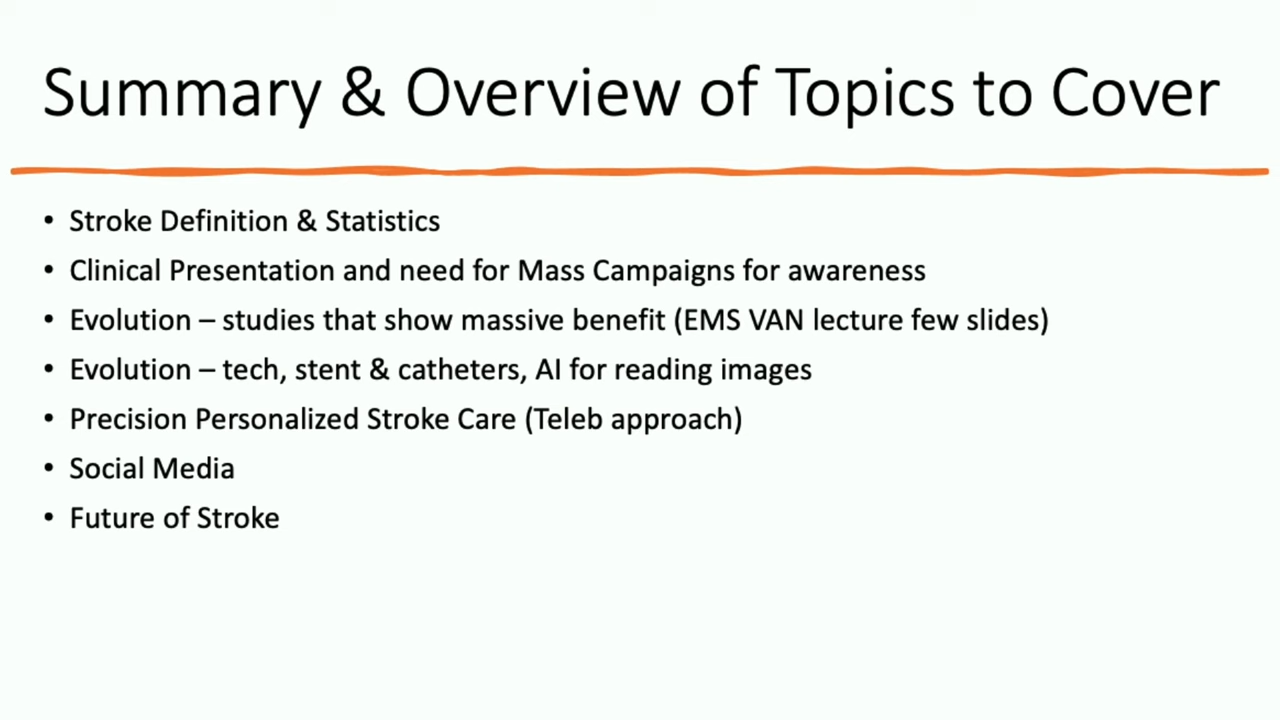 Summary & Overview of Topics to Cover
• Stroke Definition & Statistics
• Clinical Presentation and need for Mass Campaigns for awareness
• Evolution – studies that show massive benefit (EMS VAN lecture few slides)
• Evolution – tech, stent & catheters, AI for reading images
• Precision Personalized Stroke Care (Teleb approach)
• Social Media
• Future of Stroke